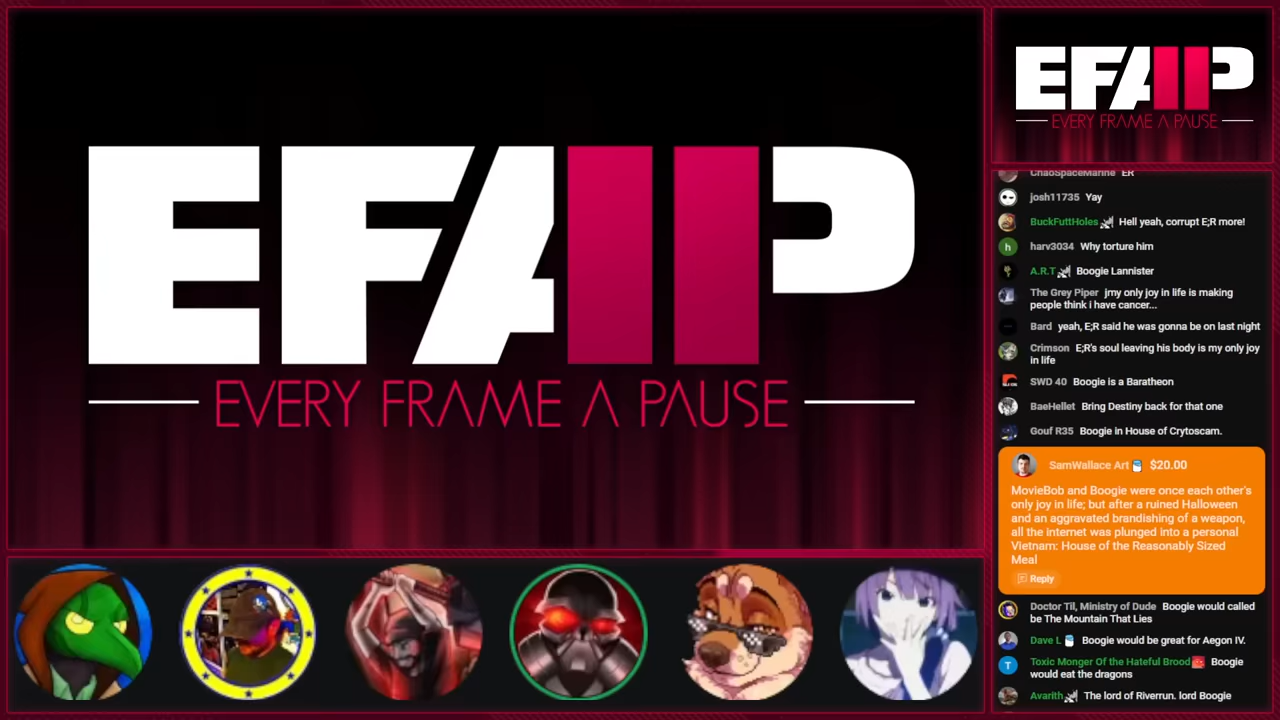 EFAP
EVERY FRAME A PAUSE
EFAP
EVERY FRAME A PAUSE
ChaoSpaceMarine ER
josh11735 Yay
BuckFuttHoles Hell yeah, corrupt E;R more!
h
harv3034 Why torture him
A.R.T Boogie Lannister
The Grey Piper jmy only joy in life is making
people think i have cancer...
Bard yeah, E;R said he was gonna be on last night
Crimson E;R's soul leaving his body is my only joy
in life
SWD 40 Boogie is a Baratheon
BaeHellet Bring Destiny back for that one
Gouf R35 Boogie in House of Crytoscam.
SamWallace Art $20.00
MovieBob and Boogie were once each other's
only joy in life; but after a ruined Halloween
and an aggravated brandishing of a weapon,
all the internet was plunged into a personal
Vietnam: House of the Reasonably Sized
Meal
Reply
Doctor Til, Ministry of Dude Boogie would called
be The Mountain That Lies
Dave L Boogie would be great for Aegon IV.
T
Toxic Monger Of the Hateful Brood Boogie
would eat the dragons
Avarith The lord of Riverrun. lord Boogie